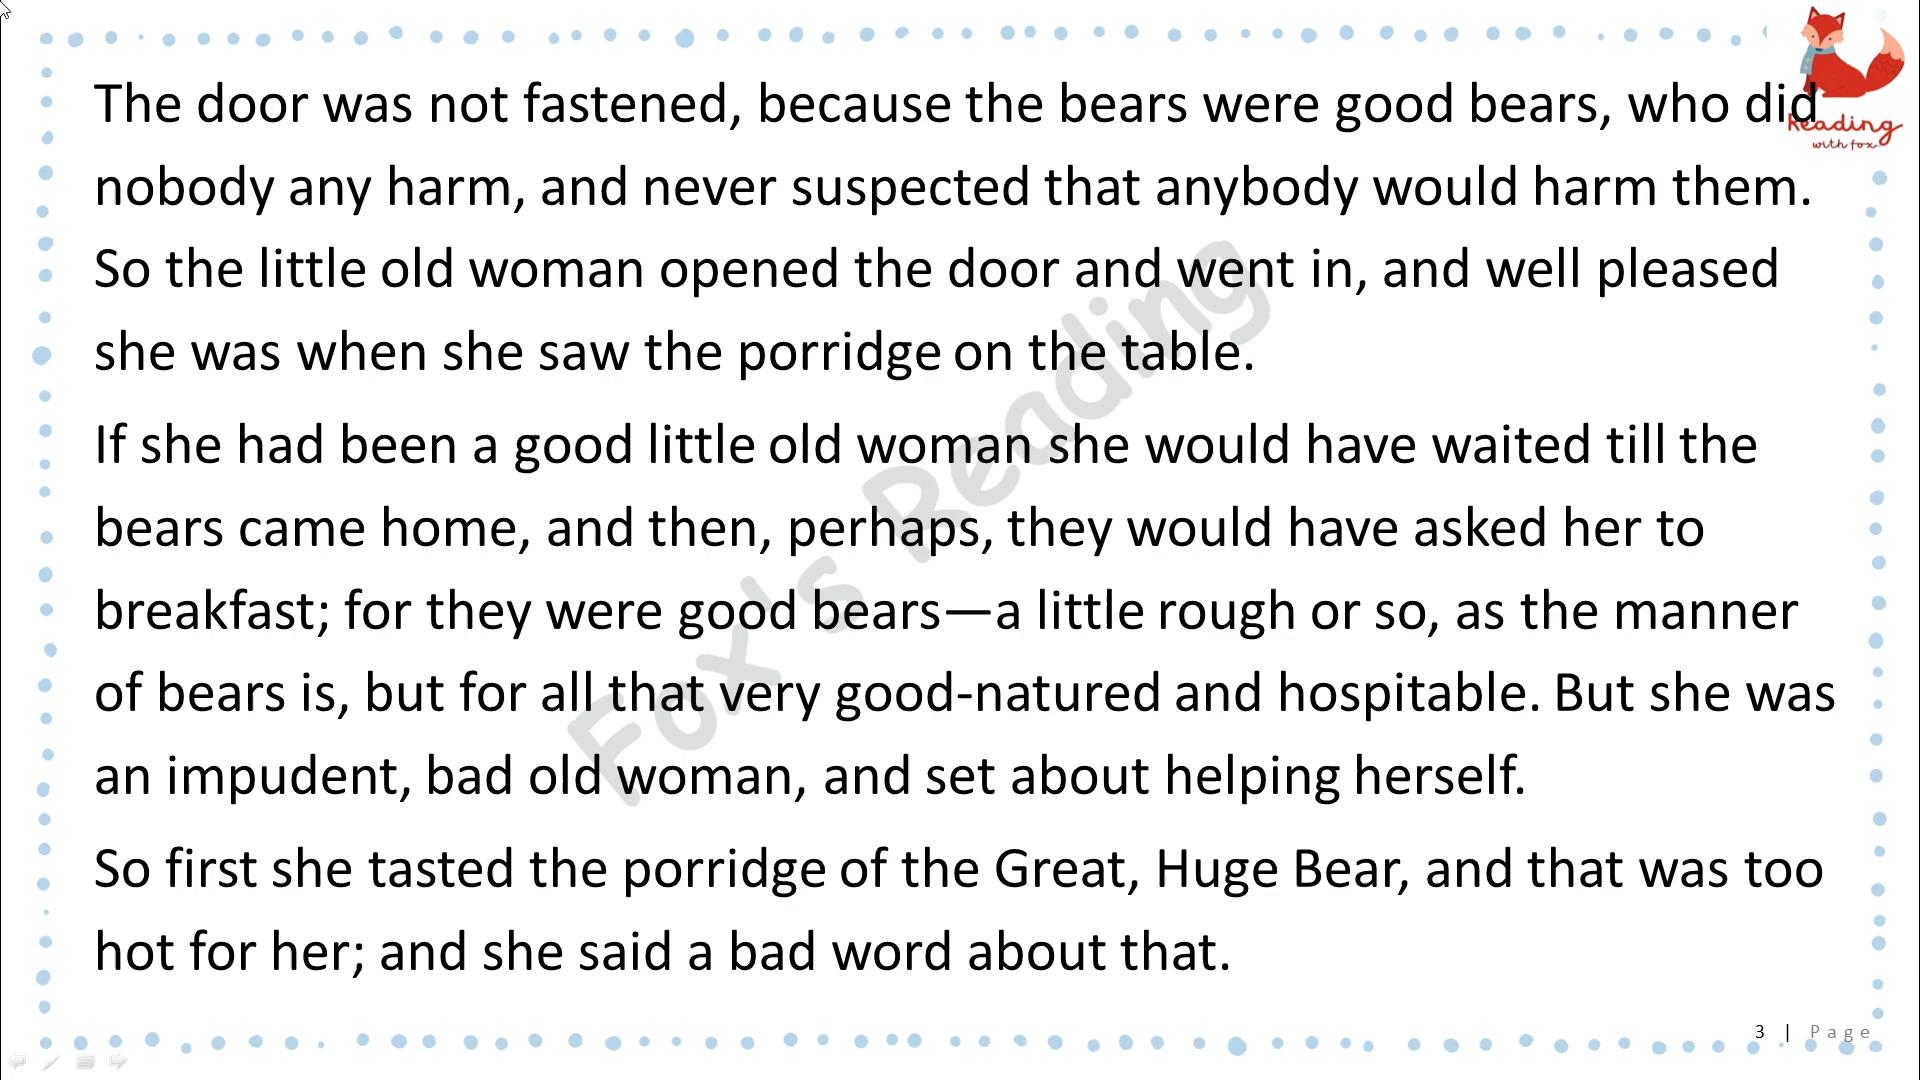 The door was not fastened, because the bears were good bears, who did
Reading
with fox
nobody any harm, and never suspected that anybody would harm them.
So the little old woman opened the door and went in, and well pleased
she was when she saw the porridge on the table.
If she had been a good little old woman she would have waited till the
bears came home, and then, perhaps, they would have asked her to
breakfast; for they were good bears—a little rough or so, as the manner
of bears is, but for all that very good-natured and hospitable. But she was
an impudent, bad old woman, and set about helping herself.
So first she tasted the porridge of the Great, Huge Bear, and that was too
hot for her; and she said a bad word about that.
Fox's Reading
3 | Page